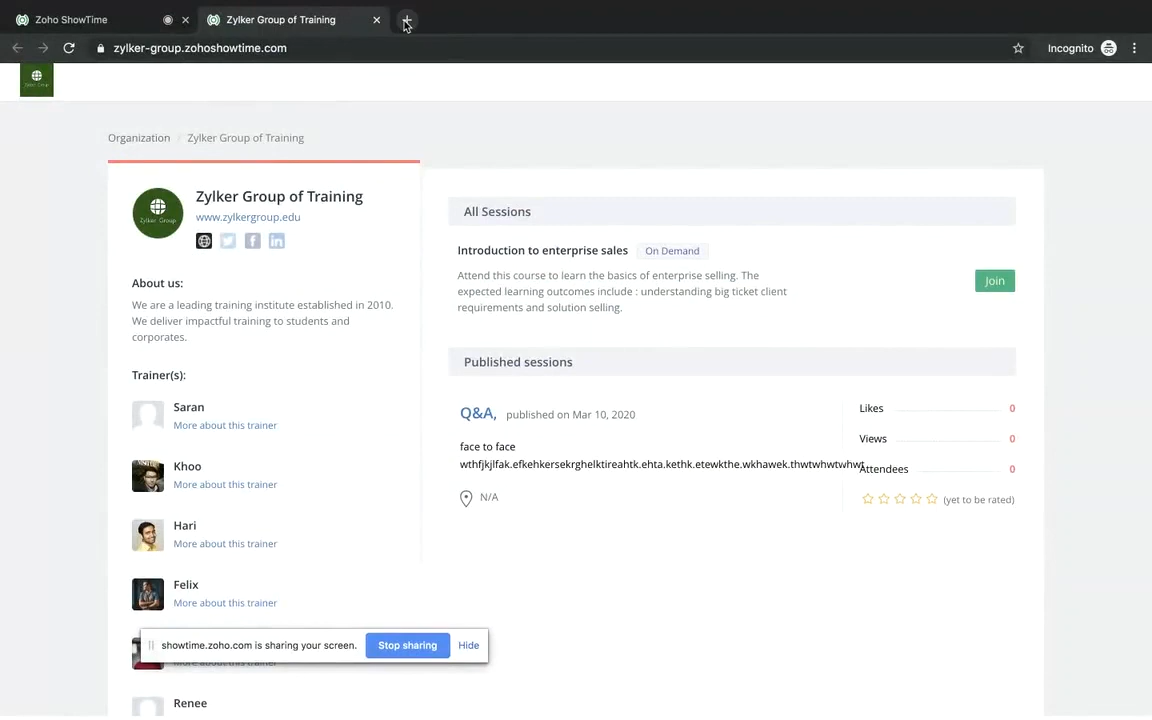 Zoho ShowTime
Zylker Group of Training
zylker-group.zohoshowtime.com
Incognito
Organization / Zylker Group of Training
Zylker Group of Training
Zylker Group
www.zylkergroup.edu
About us:
We are a leading training institute established in 2010.
We deliver impactful training to students and
corporates.
Trainer(s):
Saran
More about this trainer
Khoo
More about this trainer
Hari
More about this trainer
Felix
More about this trainer
showtime.zoho.com is sharing your screen. Stop sharing Hide
More about this trainer
Renee
All Sessions
Introduction to enterprise sales On Demand
Attend this course to learn the basics of enterprise selling. The
expected learning outcomes include : understanding big ticket client
requirements and solution selling.
Join
Published sessions
Q&A, published on Mar 10, 2020
face to face
wthfjkjlfak.efkehkersekrghelktireahtk.ehta.kethk.etewkthe.wkhawek.thwtwhwtwhwt
N/A
Likes 0
Views 0
Attendees 0
(yet to be rated)